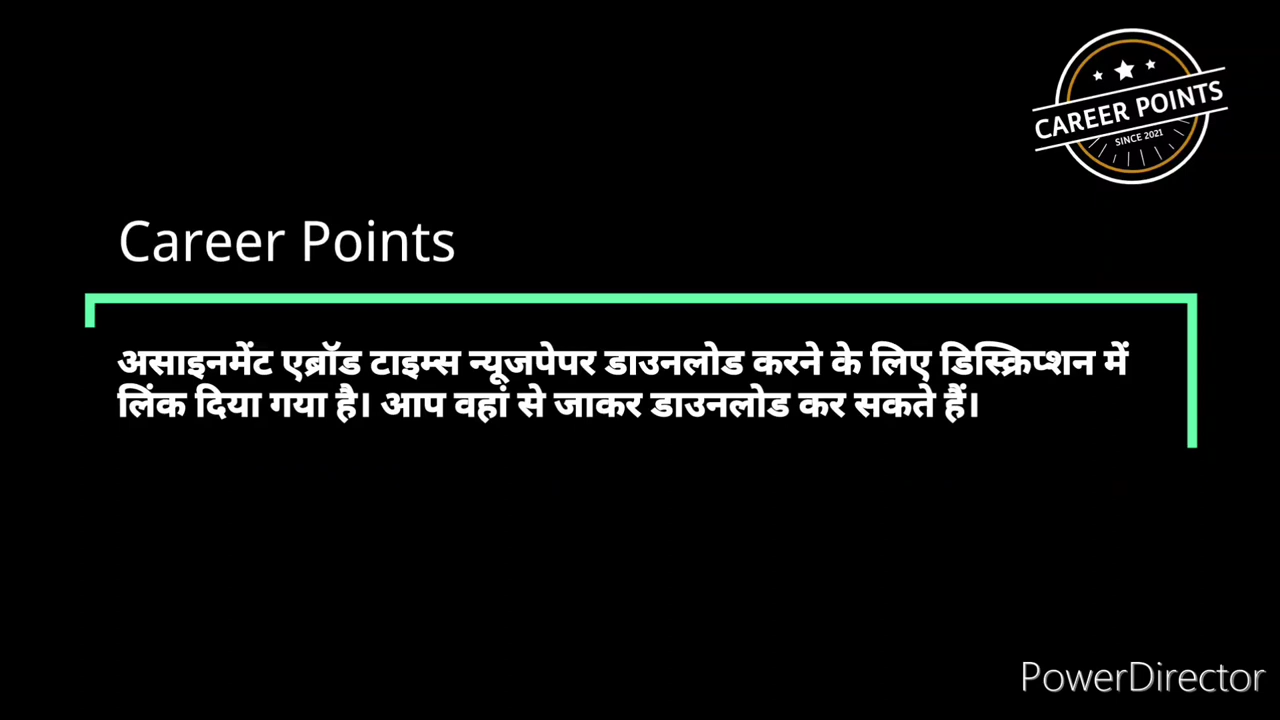 CAREER POINTS
SINCE 2021
Career Points
असाइनमेंट एब्रॉड टाइम्स न्यूजपेपर डाउनलोड करने के लिए डिस्क्रिप्शन में
लिंक दिया गया है। आप वहां से जाकर डाउनलोड कर सकते हैं।
PowerDirector